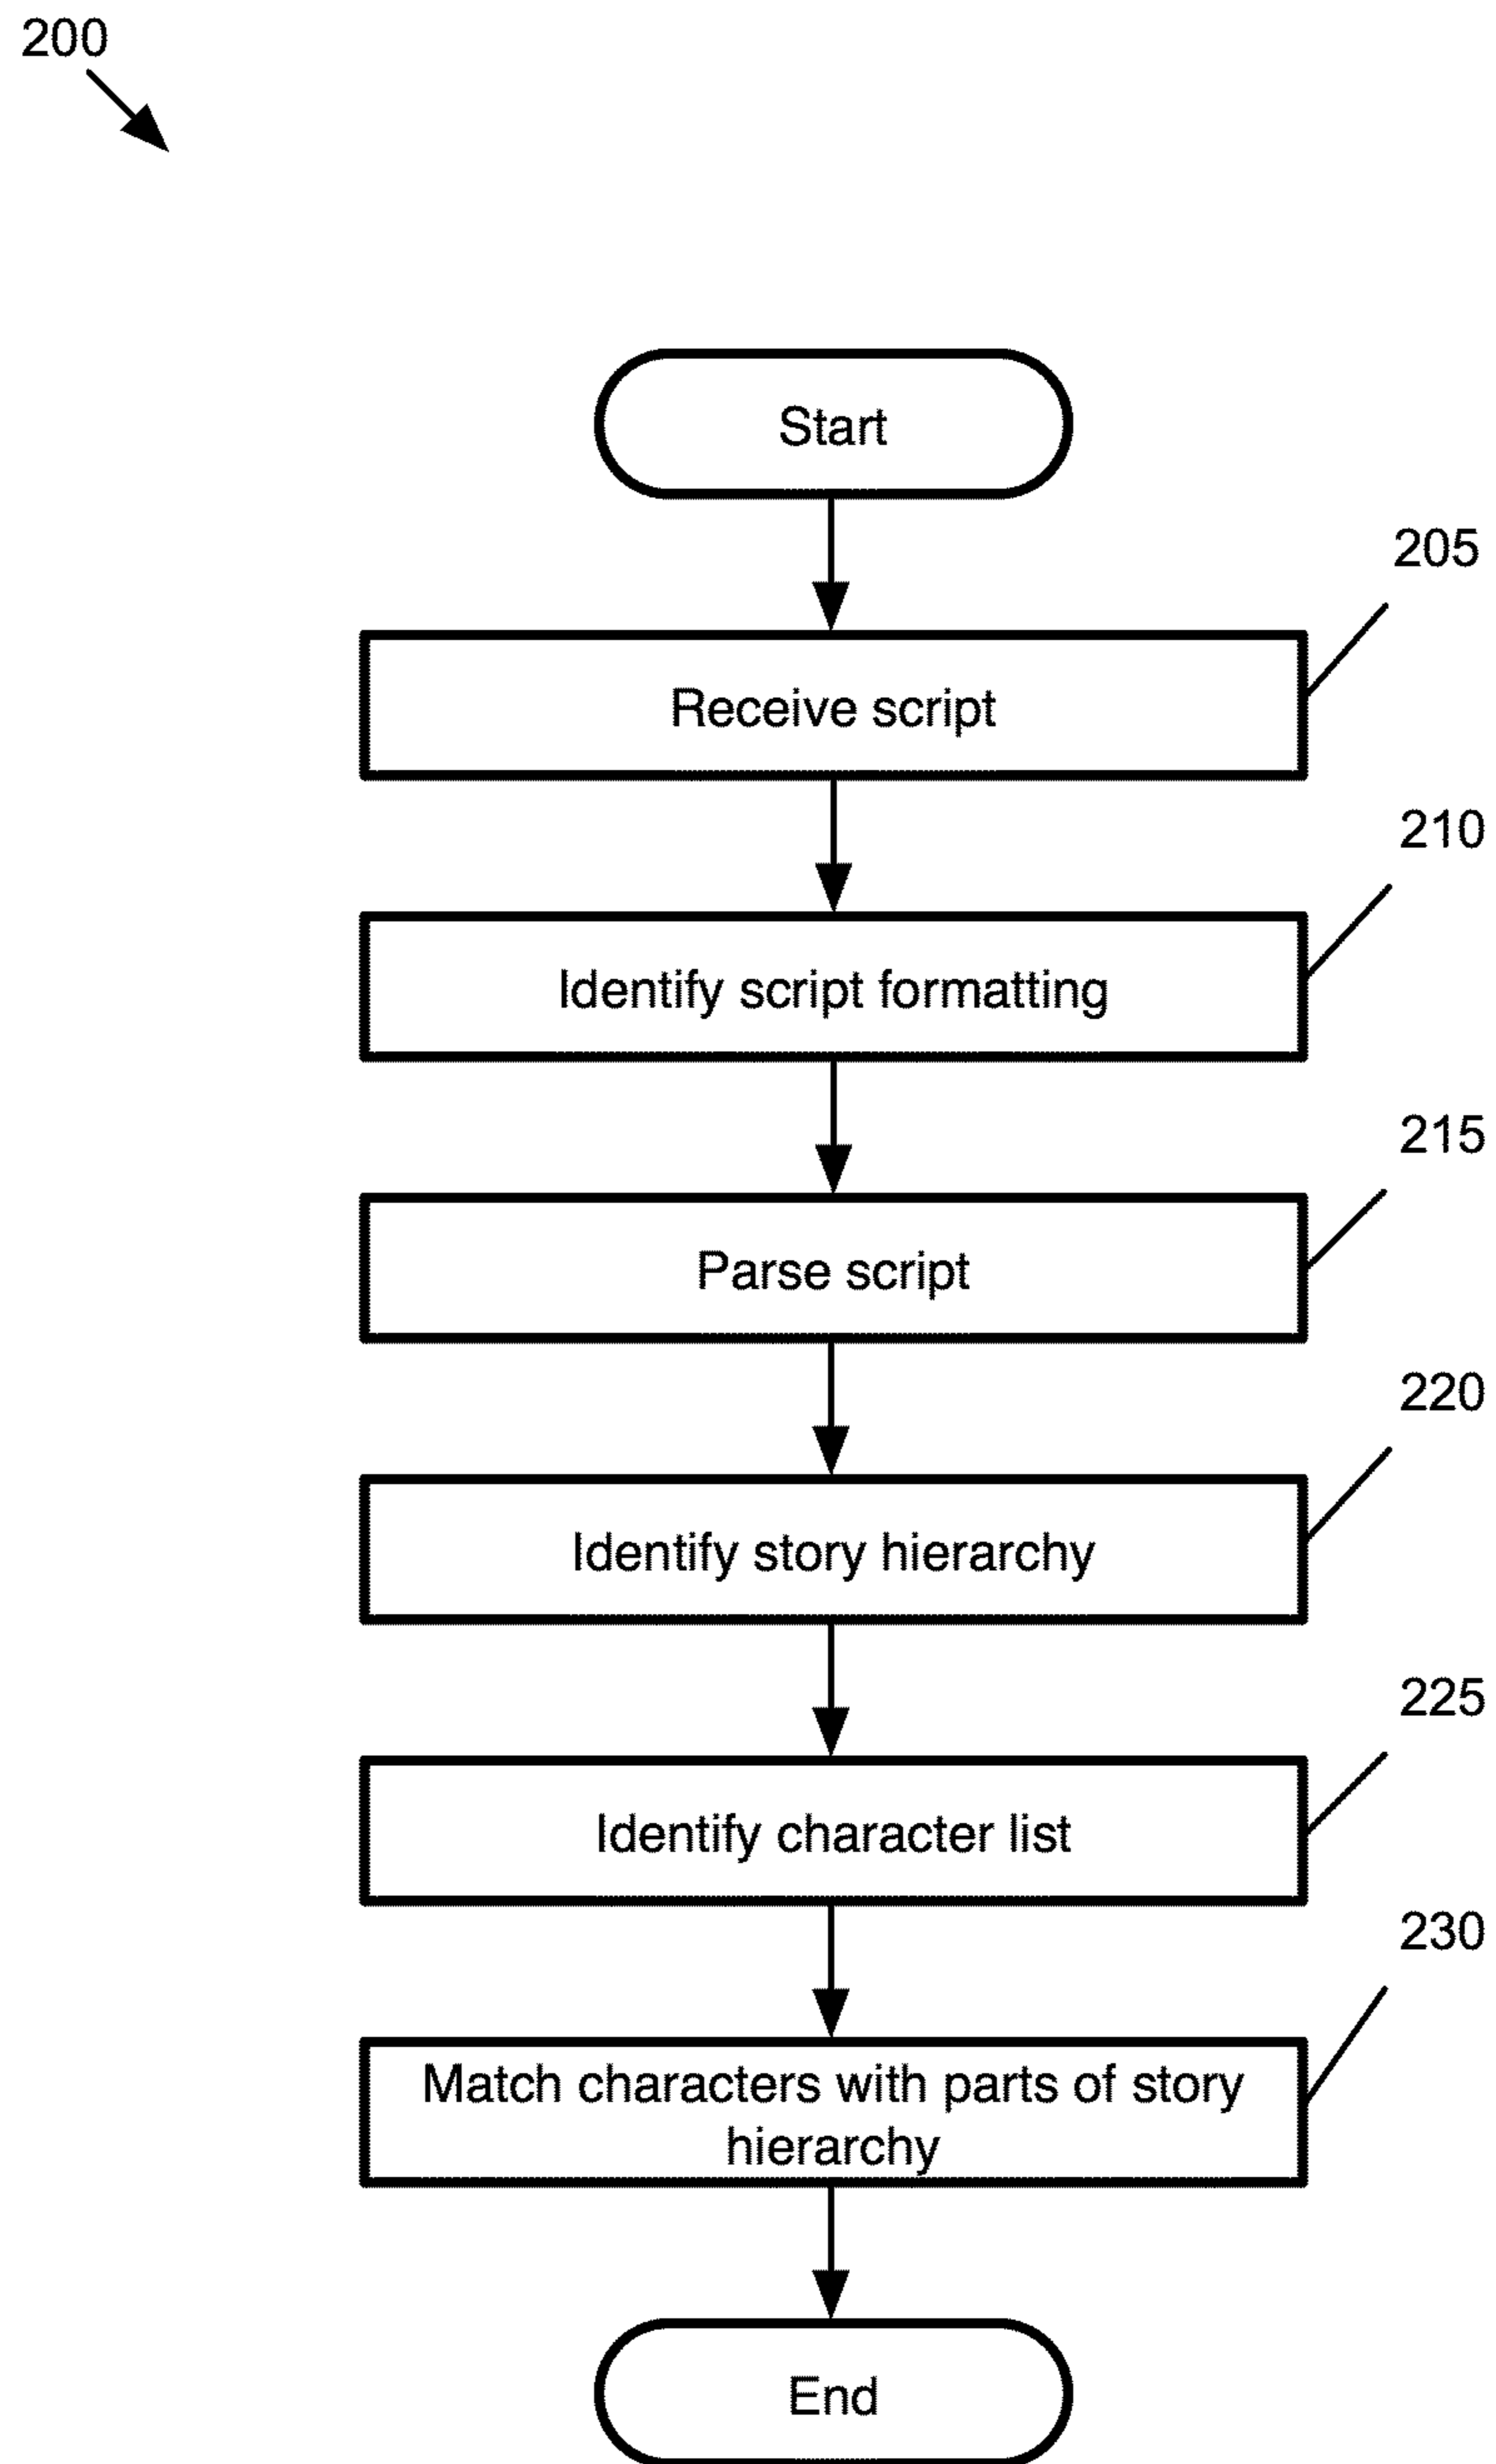 200
Start
205
Receive script
210
Identify script formatting
215
Parse script
220
Identify story hierarchy
225
Identify character list
230
Match characters with parts of story
hierarchy
End